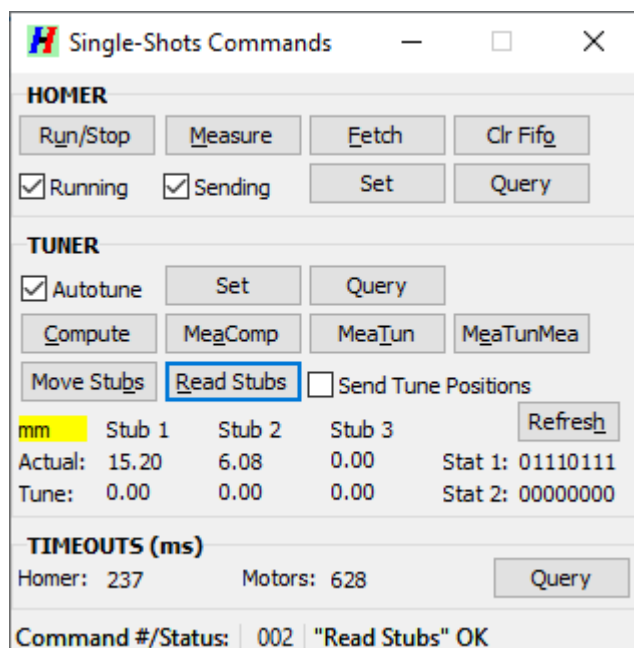 Single-Shots Commands
HOMER
Run/Stop Measure Fetch Clr Fifo
Running Sending Set Query
TUNER
Autotune Set Query
Compute MeaComp MeaTun MeaTunMea
Move Stubs Read Stubs Send Tune Positions
mm Stub 1 Stub 2 Stub 3 Refresh
Actual: 15.20 6.08 0.00 Stat 1: 01110111
Tune: 0.00 0.00 0.00 Stat 2: 00000000
TIMEOUTS (ms)
Homer: 237 Motors: 628 Query
Command #/Status: 002 "Read Stubs" OK